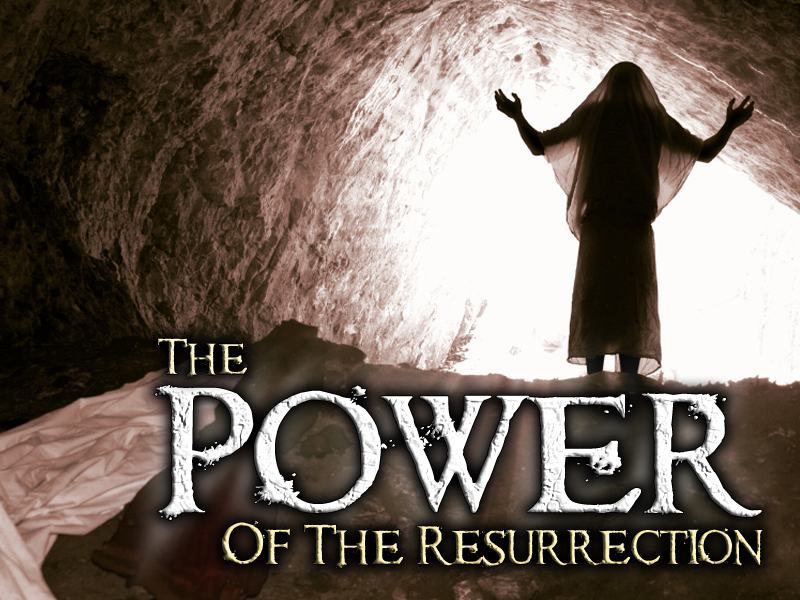 The
Power
Of The Resurrection